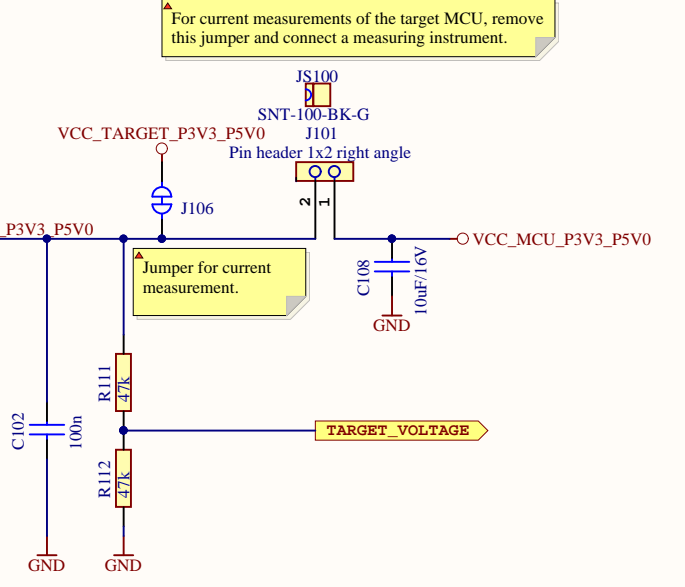 For current measurements of the target MCU, remove
this jumper and connect a measuring instrument.
JS100
SNT-100-BK-G
VCC_TARGET_P3V3_P5V0
J101
Pin header 1x2 right angle
J106
2
1
_P3V3_P5V0
VCC_MCU_P3V3_P5V0
Jumper for current
measurement.
C108
10uF/16V
GND
R111
47k
C102
100n
TARGET_VOLTAGE
R112
47k
GND
GND